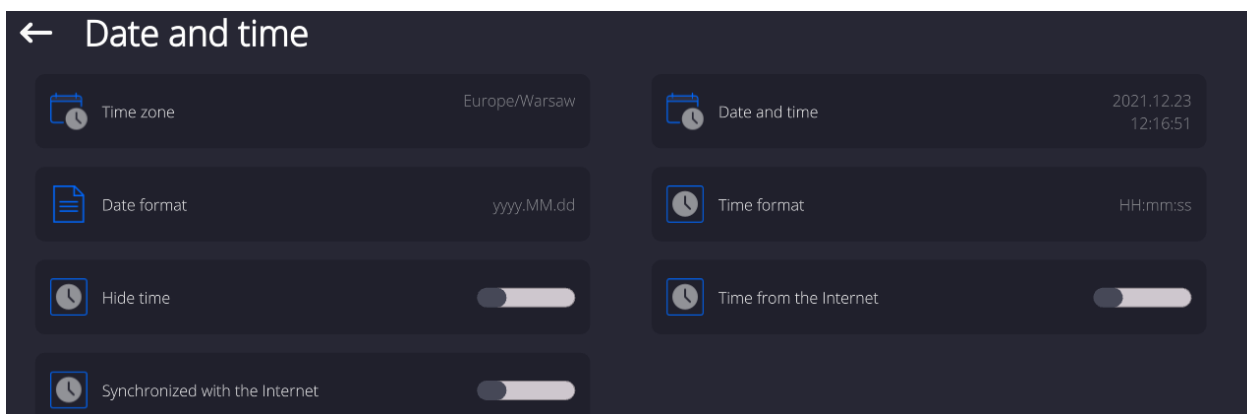 Date and time
Time zone
Europe/Warsaw
Date and time
2021.12.23
12:16:51
Date format
yyyy.MM.dd
Time format
HH:mm:ss
Hide time
Time from the Internet
Synchronized with the Internet